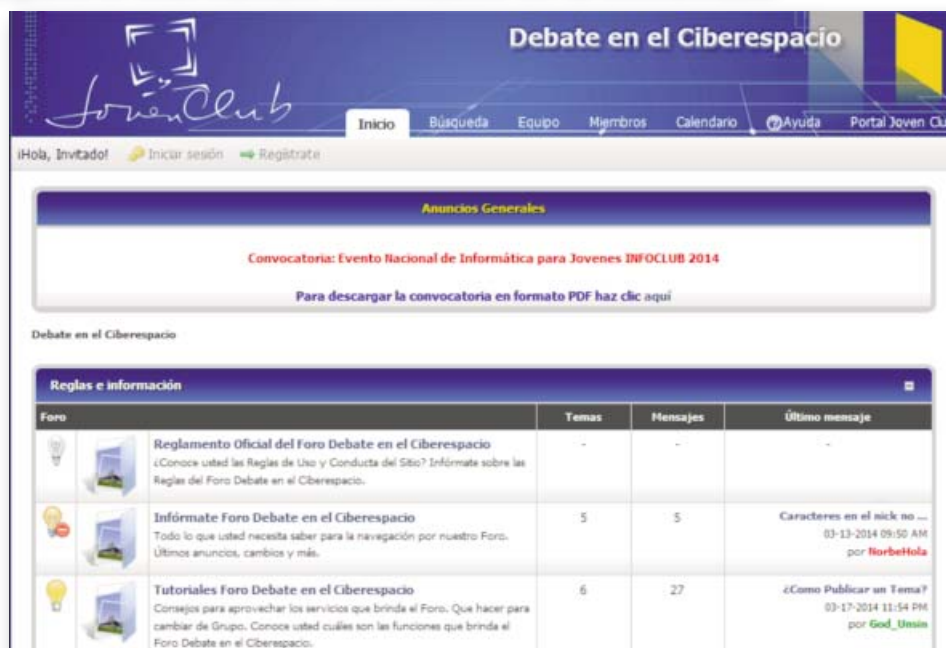 Debate en el Ciberespacio
Joven Club
Inicio Búsqueda Equipo Miembros Calendario Ayuda Portal Joven Clu
¡Hola, Invitado! Iniciar sesión Regístrate
Anuncios Generales
Convocatoria: Evento Nacional de Informática para Jovenes INFOCLUB 2014
Para descargar la convocatoria en formato PDF haz clic aquí
Debate en el Ciberespacio
Reglas e información
Foro Temas Mensajes Último mensaje
Reglamento Oficial del Foro Debate en el Ciberespacio - - -
¿Conoce usted las Reglas de Uso y Conducta del Sitio? Infórmate sobre las
Reglas del Foro Debate en el Ciberespacio.
Infórmate Foro Debate en el Ciberespacio 5 5 Caracteres en el nick no ...
Todo lo que usted necesita saber para la navegación por nuestro Foro. 03-13-2014 09:50 AM
Últimos anuncios, cambios y más. por NorbeHola
Tutoriales Foro Debate en el Ciberespacio 6 27 ¿Como Publicar un Tema?
Consejos para aprovechar los servicios que brinda el Foro. Que hacer para 03-17-2014 11:54 PM
cambiar de Grupo. Conoce usted cuáles son las funciones que brinda el por God_Unsin
Foro Debate en el Ciberespacio.